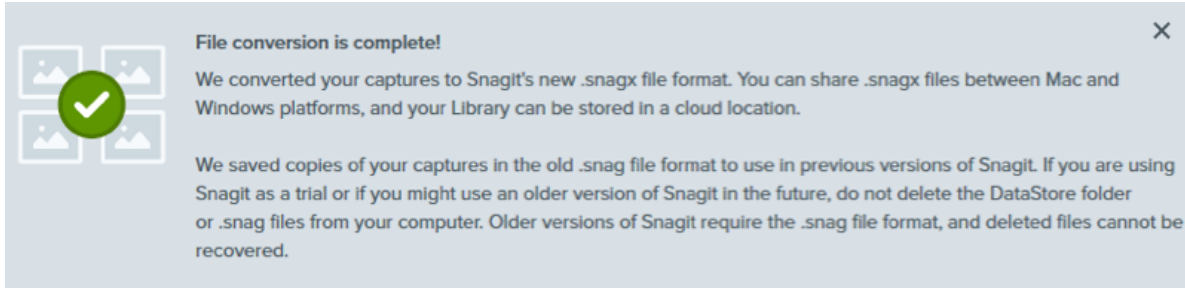 File conversion is complete!
We converted your captures to Snagit's new .snagx file format. You can share .snagx files between Mac and
Windows platforms, and your Library can be stored in a cloud location.
We saved copies of your captures in the old .snag file format to use in previous versions of Snagit. If you are using
Snagit as a trial or if you might use an older version of Snagit in the future, do not delete the DataStore folder
or .snag files from your computer. Older versions of Snagit require the .snag file format, and deleted files cannot be
recovered.